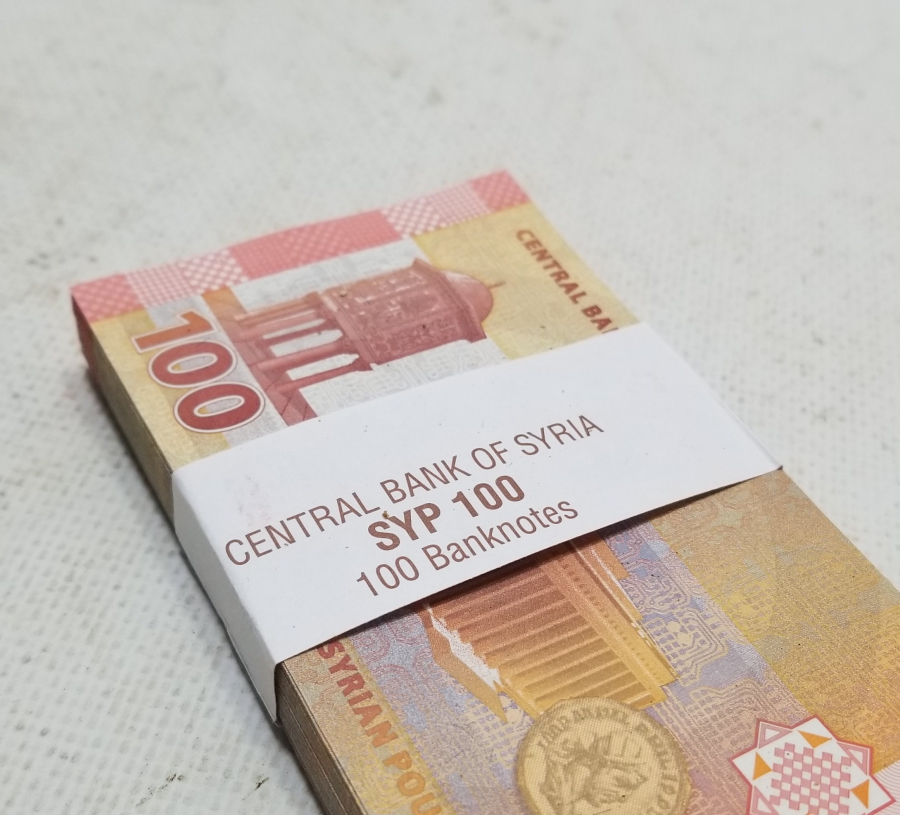 100
CENTRAL BA
CENTRAL BANK OF SYRIA
SYP 100
100 Banknotes
SYRIAN POU